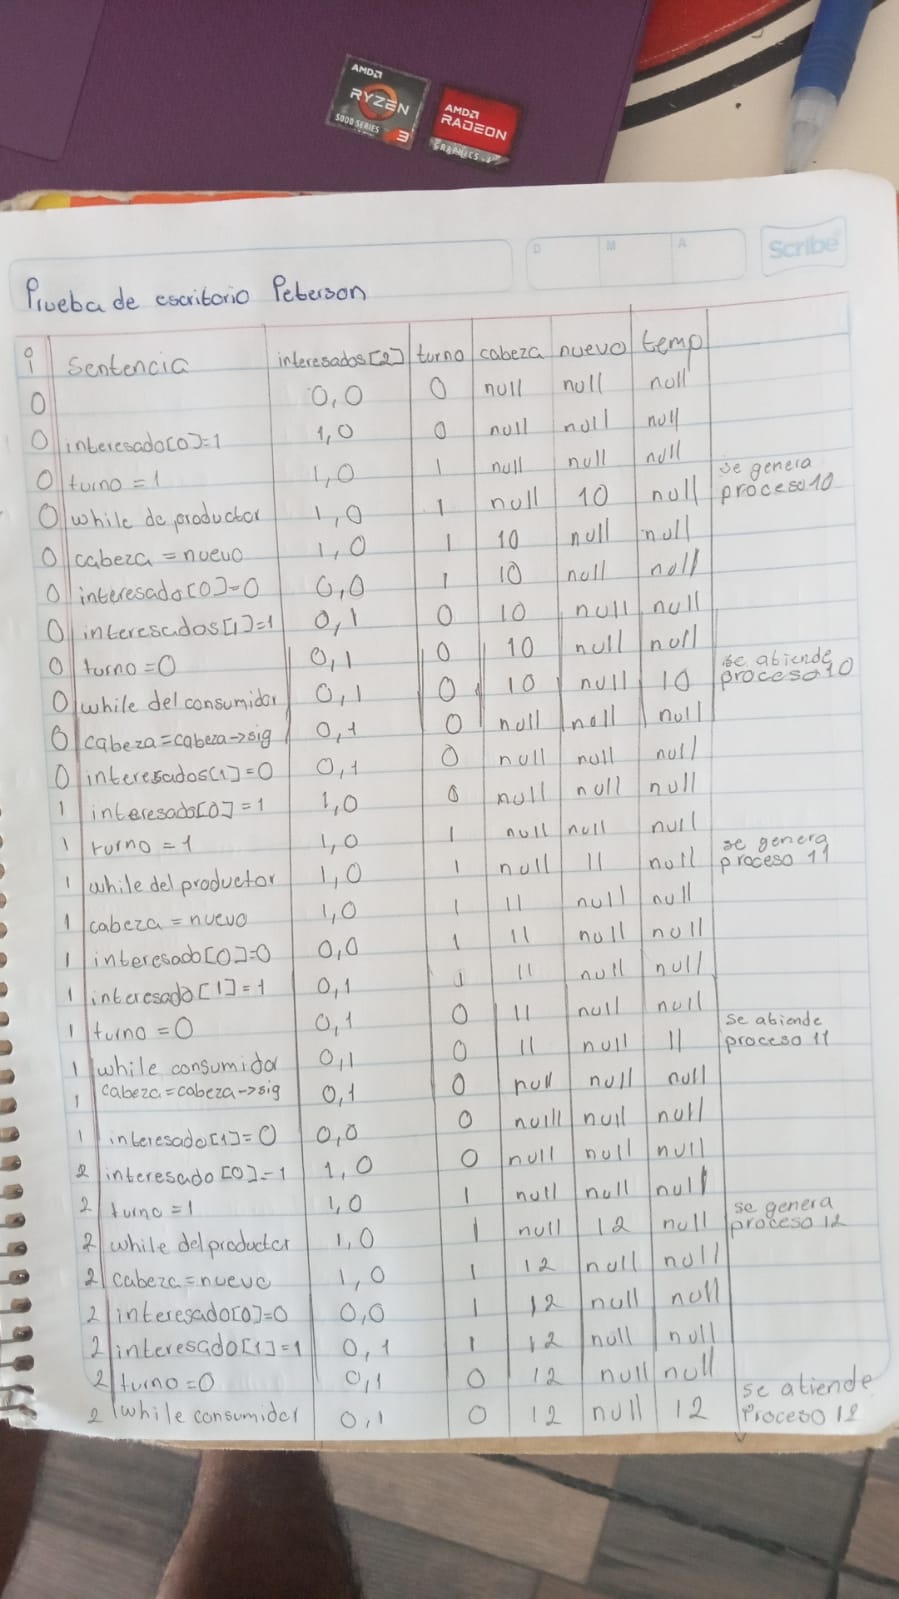 AMD
RYZEN
5000 SERIES 3
AMD
RADEON
GRAPHICS
D M A Scribe
Prueba de escritorio Peterson
i sentencia interesados[2] turno cabeza nuevo temp
0 0,0 0 null null null
0 interesado[0]=1 1,0 0 null null null
0 turno=1 1,0 1 null null null
0 while de productor 1,0 1 null 10 null se genera proceso 10
0 cabeza=nuevo 1,0 1 10 null null
0 interesado[0]=0 0,0 1 10 null null
0 interesados[1]=1 0,1 0 10 null null
0 turno=0 0,1 0 10 null null
0 while del consumidor 0,1 0 10 null 10 se abiende proceso 10
0 cabeza=cabeza->sig 0,1 0 null null null
0 interesados[1]=0 0,1 0 null null null
1 interesado[0]=1 1,0 0 null null null
1 turno=1 1,0 1 null null null
1 while del productor 1,0 1 null 11 null se genera proceso 11
1 cabeza=nuevo 1,0 1 11 null null
1 interesado[0]=0 0,0 1 11 null null
1 interesado[1]=1 0,1 1 11 null null
1 turno=0 0,1 0 11 null null
1 while consumidor 0,1 0 11 null 11 se abiende proceso 11
1 cabeza=cabeza->sig 0,1 0 null null null
1 interesado[1]=0 0,0 0 null null null
2 interesado[0]=1 1,0 0 null null null
2 turno=1 1,0 1 null null null
2 while del productor 1,0 1 null 12 null se genera proceso 12
2 cabeza=nuevo 1,0 1 12 null null
2 interesado[0]=0 0,0 1 12 null null
2 interesado[1]=1 0,1 1 12 null null
2 turno=0 0,1 0 12 null null
2 while consumidor 0,1 0 12 null 12 se atiende Proceso 12